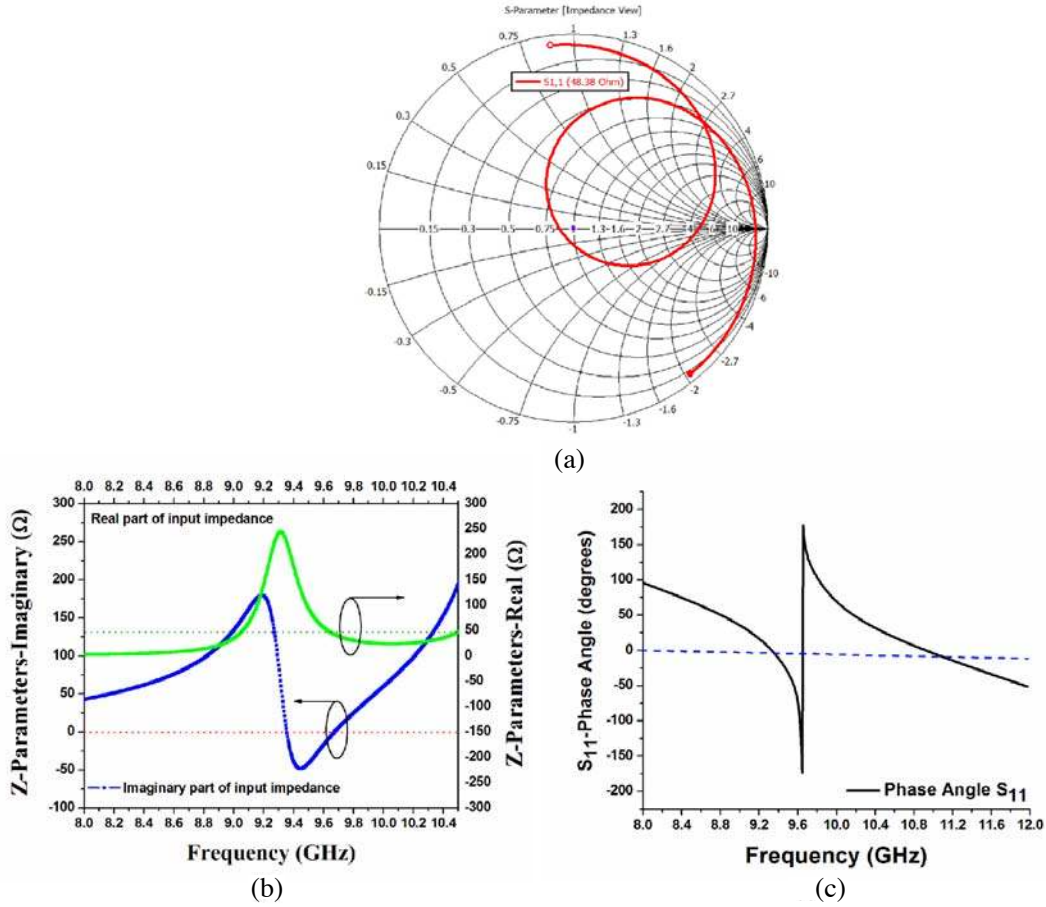 S-Parameter [Impedance View]
1
0.75 1.3
1.6
0.5 2
S1,1 (48.38 Ohm)
2.7
0.3 4
6
0.15 10
0.15 0.3 0.5 0.75 1.3 1.6 2 2.7 4 6 10
-10
-0.15 -6
-4
-0.3
-2.7
-0.5 -2
-1.6
-0.75 -1.3
-1
(a)
8.0 8.2 8.4 8.6 8.8 9.0 9.2 9.4 9.6 9.8 10.0 10.2 10.4
Z-Parameters-Imaginary (Ω)
300
250
200
150
100
50
0
-50
-100
Real part of input impedance
Imaginary part of input impedance
300
250
200
150
100
50
0
-50
-100
-150
-200
-250
-300
Z-Parameters-Real (Ω)
8.0 8.2 8.4 8.6 8.8 9.0 9.2 9.4 9.6 9.8 10.0 10.2 10.4
Frequency (GHz)
(b)
S11-Phase Angle (degrees)
200
150
100
50
0
-50
-100
-150
-200
Phase Angle S11
8.0 8.4 8.8 9.2 9.6 10.0 10.4 10.8 11.2 11.6 12.0
Frequency (GHz)
(c)